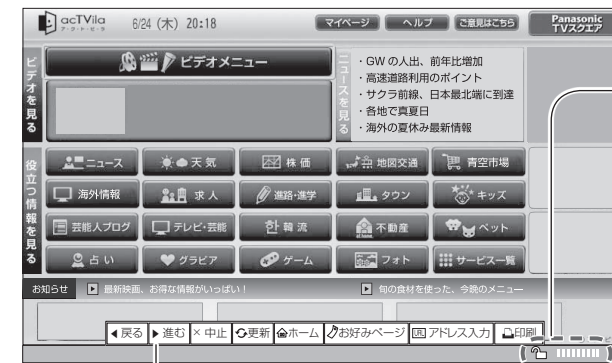 acTVila
ア・ク・ト・ビ・ラ
6/24 (木) 20:18
マイページ
ヘルプ
ご意見はこちら
Panasonic
TVスクエア
ビデオを見る
ビデオメニュー
ニュースを見る
・GW の人出、前年比増加
・高速道路利用のポイント
・サクラ前線、日本最北端に到達
・各地で真夏日
・海外の夏休み最新情報
役立つ情報を見る
ニュース
天気
株価
地図交通
青空市場
海外情報
求人
進路・進学
タウン
キッズ
芸能人ブログ
テレビ・芸能
한 韓流
不動産
ペット
占い
グラビア
ゲーム
フォト
サービス一覧
お知らせ
最新映画、お得な情報がいっぱい！
旬の食材を使った、今晩のメニュー
◀戻る
▶進む
×中止
更新
ホーム
お好みページ
URL アドレス入力
印刷